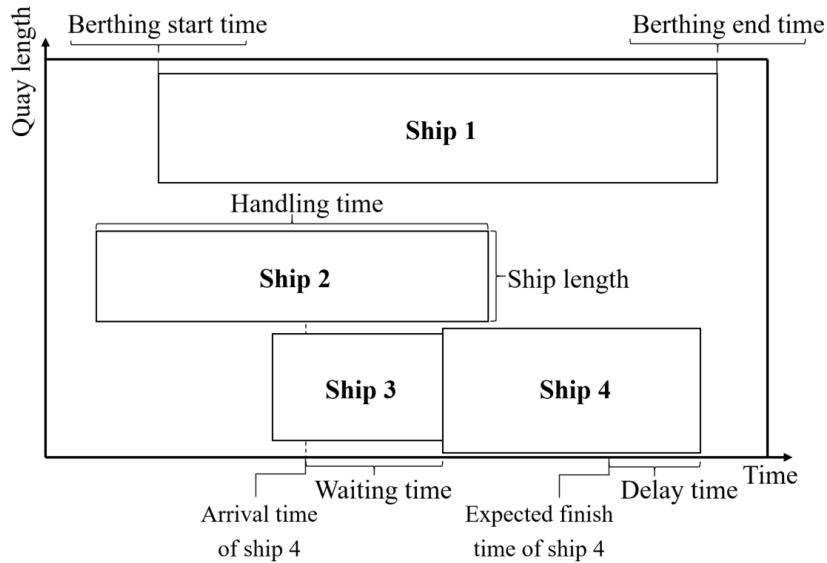 Berthing start time
Berthing end time
Quay length
Ship 1
Handling time
Ship 2
Ship length
Ship 3
Ship 4
Time
Waiting time
Delay time
Arrival time
of ship 4
Expected finish
time of ship 4